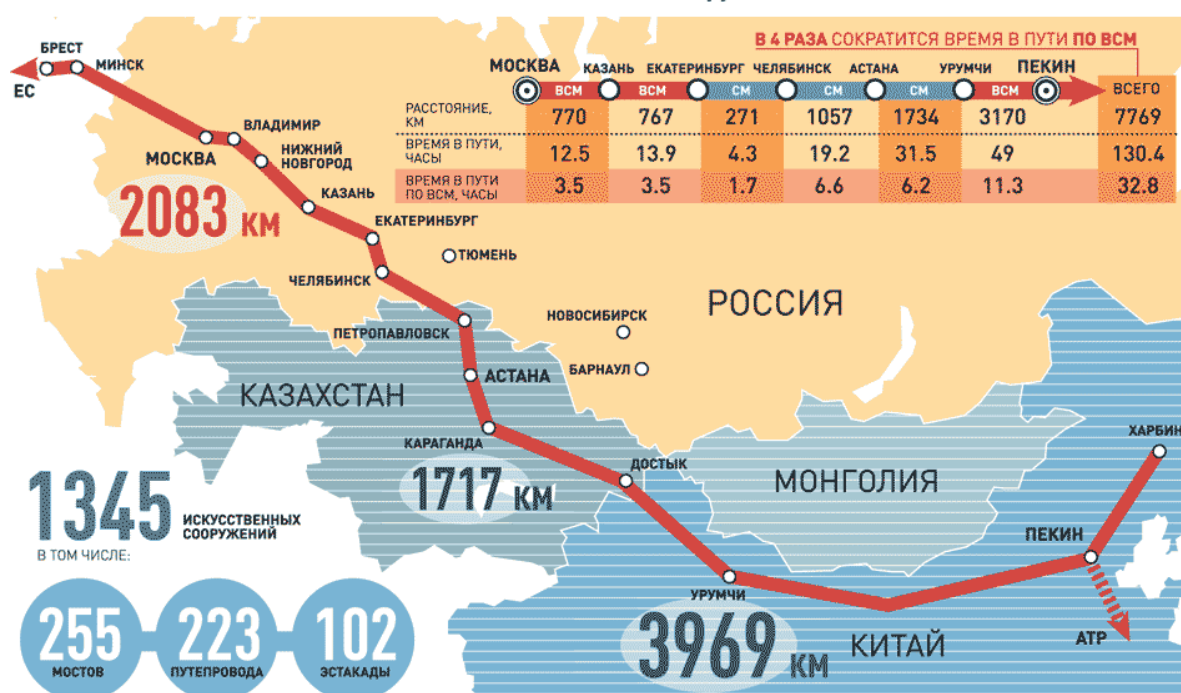 В 4 РАЗА СОКРАТИТСЯ ВРЕМЯ В ПУТИ ПО ВСМ
МОСКВА КАЗАНЬ ЕКАТЕРИНБУРГ ЧЕЛЯБИНСК АСТАНА УРУМЧИ ПЕКИН
ВСМ ВСМ СМ СМ СМ ВСМ ВСЕГО
РАССТОЯНИЕ,
КМ
770 767 271 1057 1734 3170 7769
ВРЕМЯ В ПУТИ,
ЧАСЫ
12.5 13.9 4.3 19.2 31.5 49 130.4
ВРЕМЯ В ПУТИ
ПО ВСМ, ЧАСЫ
3.5 3.5 1.7 6.6 6.2 11.3 32.8
БРЕСТ
МИНСК
ЕС
ВЛАДИМИР
МОСКВА
НИЖНИЙ
НОВГОРОД
КАЗАНЬ
2083 КМ
ЕКАТЕРИНБУРГ
ТЮМЕНЬ
ЧЕЛЯБИНСК
РОССИЯ
НОВОСИБИРСК
ПЕТРОПАВЛОВСК
БАРНАУЛ
АСТАНА
КАЗАХСТАН
КАРАГАНДА
ХАРБИН
ДОСТЫК
1717 КМ
МОНГОЛИЯ
1345 ИСКУССТВЕННЫХ
СООРУЖЕНИЙ
В ТОМ ЧИСЛЕ:
ПЕКИН
УРУМЧИ
255
МОСТОВ
223
ПУТЕПРОВОДА
102
ЭСТАКАДЫ
3969 КМ
КИТАЙ
АТР